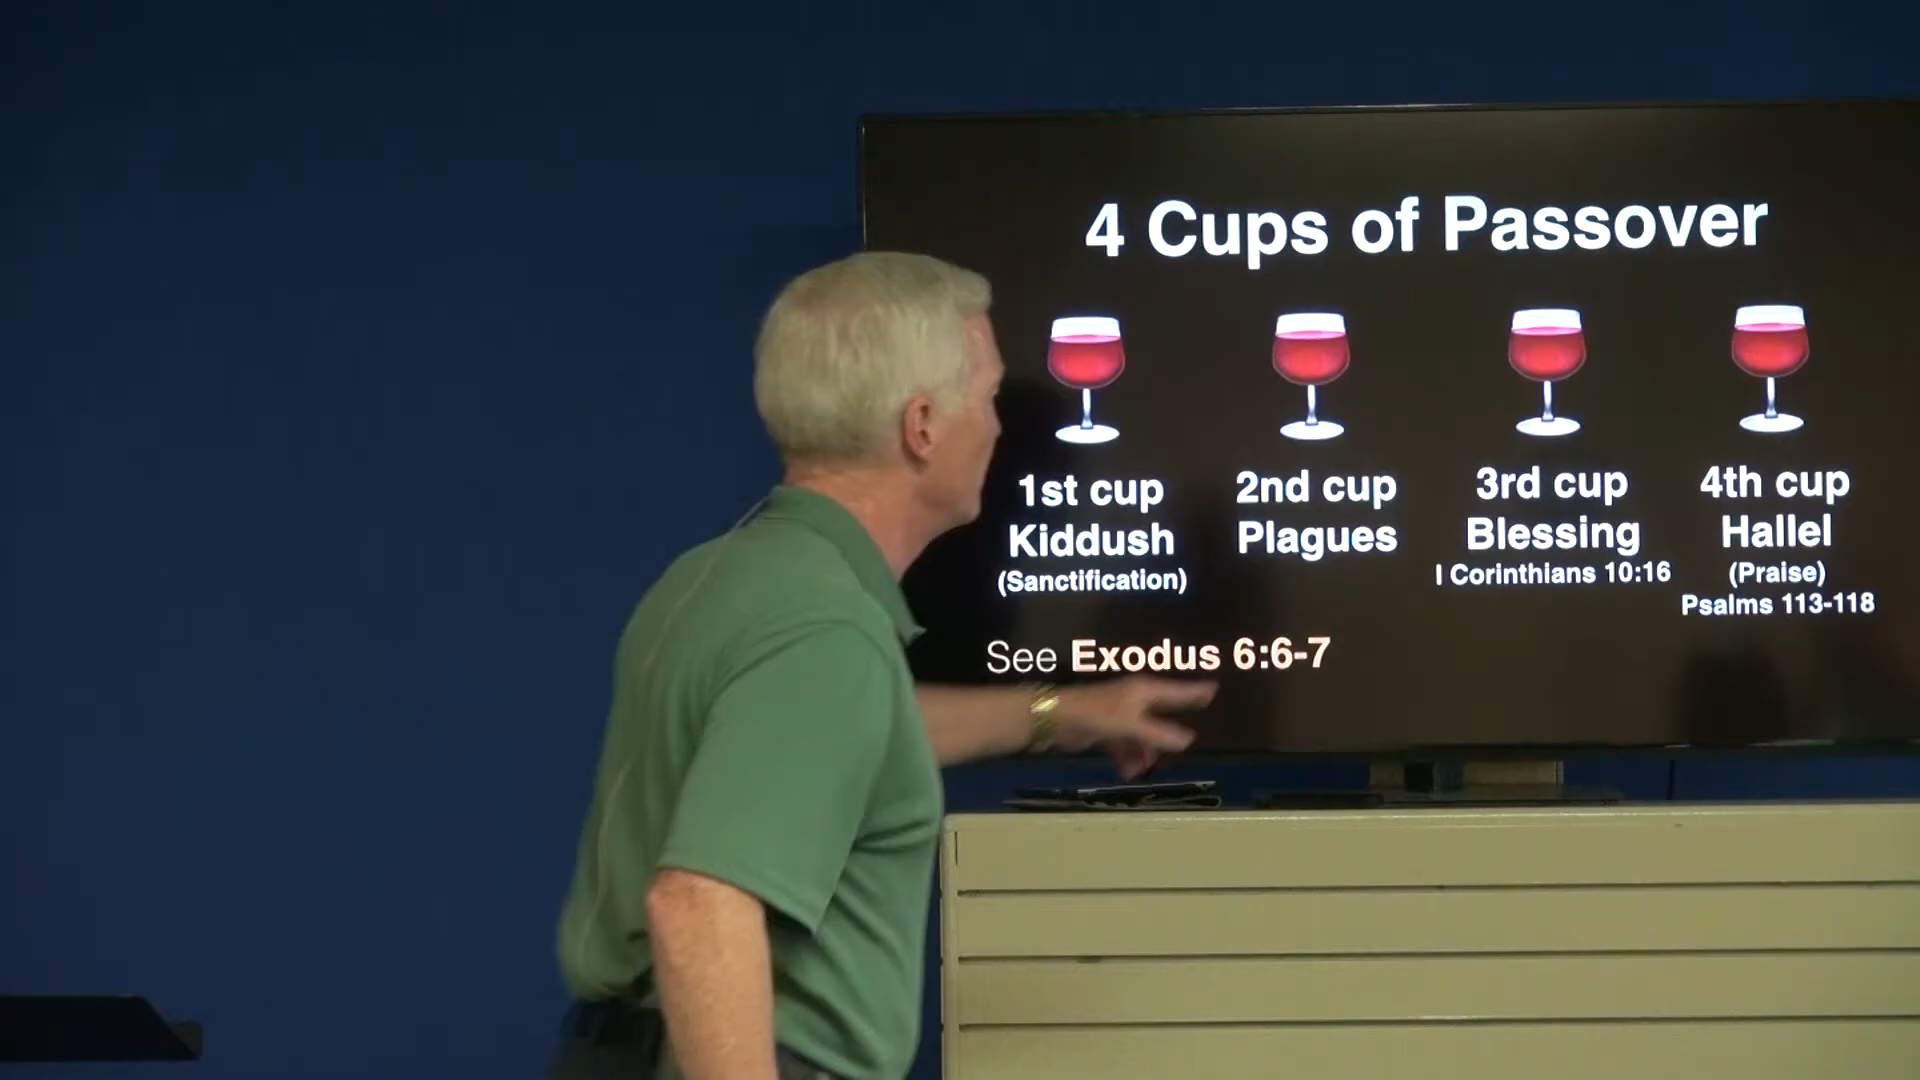 4 Cups of Passover
1st cup
Kiddush
(Sanctification)
2nd cup
Plagues
3rd cup
Blessing
I Corinthians 10:16
4th cup
Hallel
(Praise)
Psalms 113-118
See Exodus 6:6-7